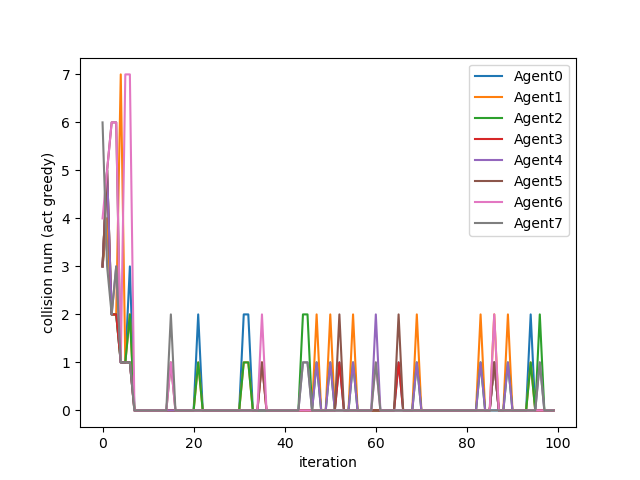 7
6
5
4
3
2
1
0
collision num (act greedy)
0
20
40
60
80
100
iteration
Agent0
Agent1
Agent2
Agent3
Agent4
Agent5
Agent6
Agent7